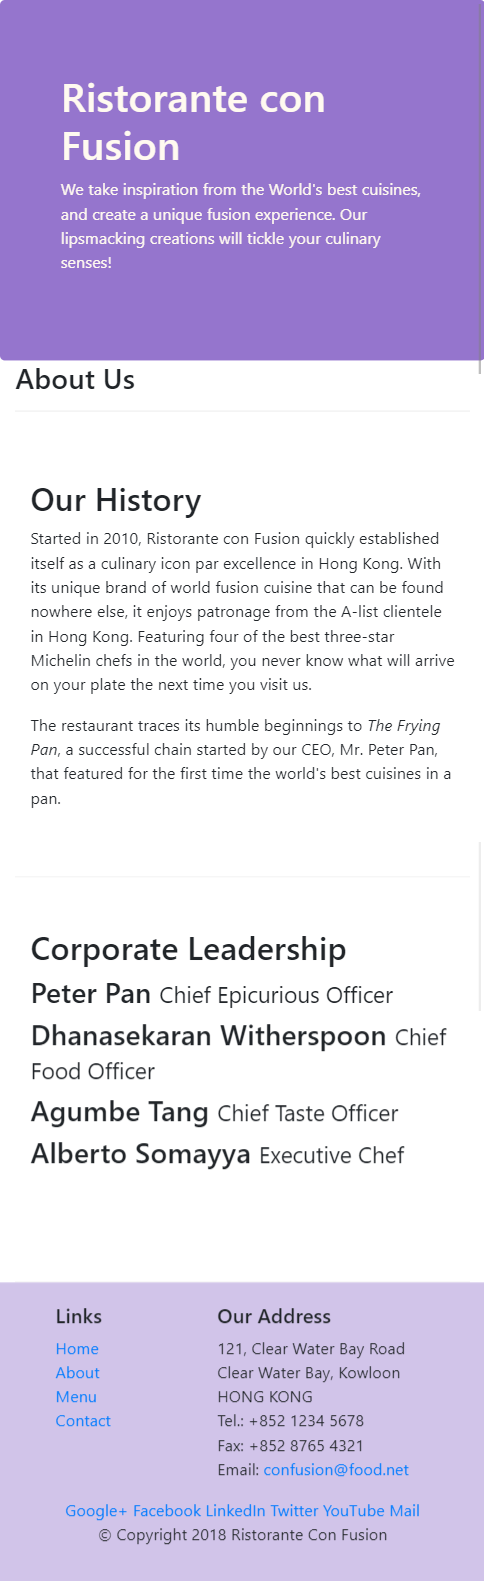 Ristorante con
Fusion
We take inspiration from the World's best cuisines,
and create a unique fusion experience. Our
lipsmacking creations will tickle your culinary
senses!
About Us
Our History
Started in 2010, Ristorante con Fusion quickly established
itself as a culinary icon par excellence in Hong Kong. With
its unique brand of world fusion cuisine that can be found
nowhere else, it enjoys patronage from the A-list clientele
in Hong Kong. Featuring four of the best three-star
Michelin chefs in the world, you never know what will arrive
on your plate the next time you visit us.
The restaurant traces its humble beginnings to The Frying
Pan, a successful chain started by our CEO, Mr. Peter Pan,
that featured for the first time the world's best cuisines in a
pan.
Corporate Leadership
Peter Pan Chief Epicurious Officer
Dhanasekaran Witherspoon Chief
Food Officer
Agumbe Tang Chief Taste Officer
Alberto Somayya Executive Chef
Links
Home
About
Menu
Contact
Our Address
121, Clear Water Bay Road
Clear Water Bay, Kowloon
HONG KONG
Tel.: +852 1234 5678
Fax: +852 8765 4321
Email: confusion@food.net
Google+ Facebook LinkedIn Twitter YouTube Mail
© Copyright 2018 Ristorante Con Fusion